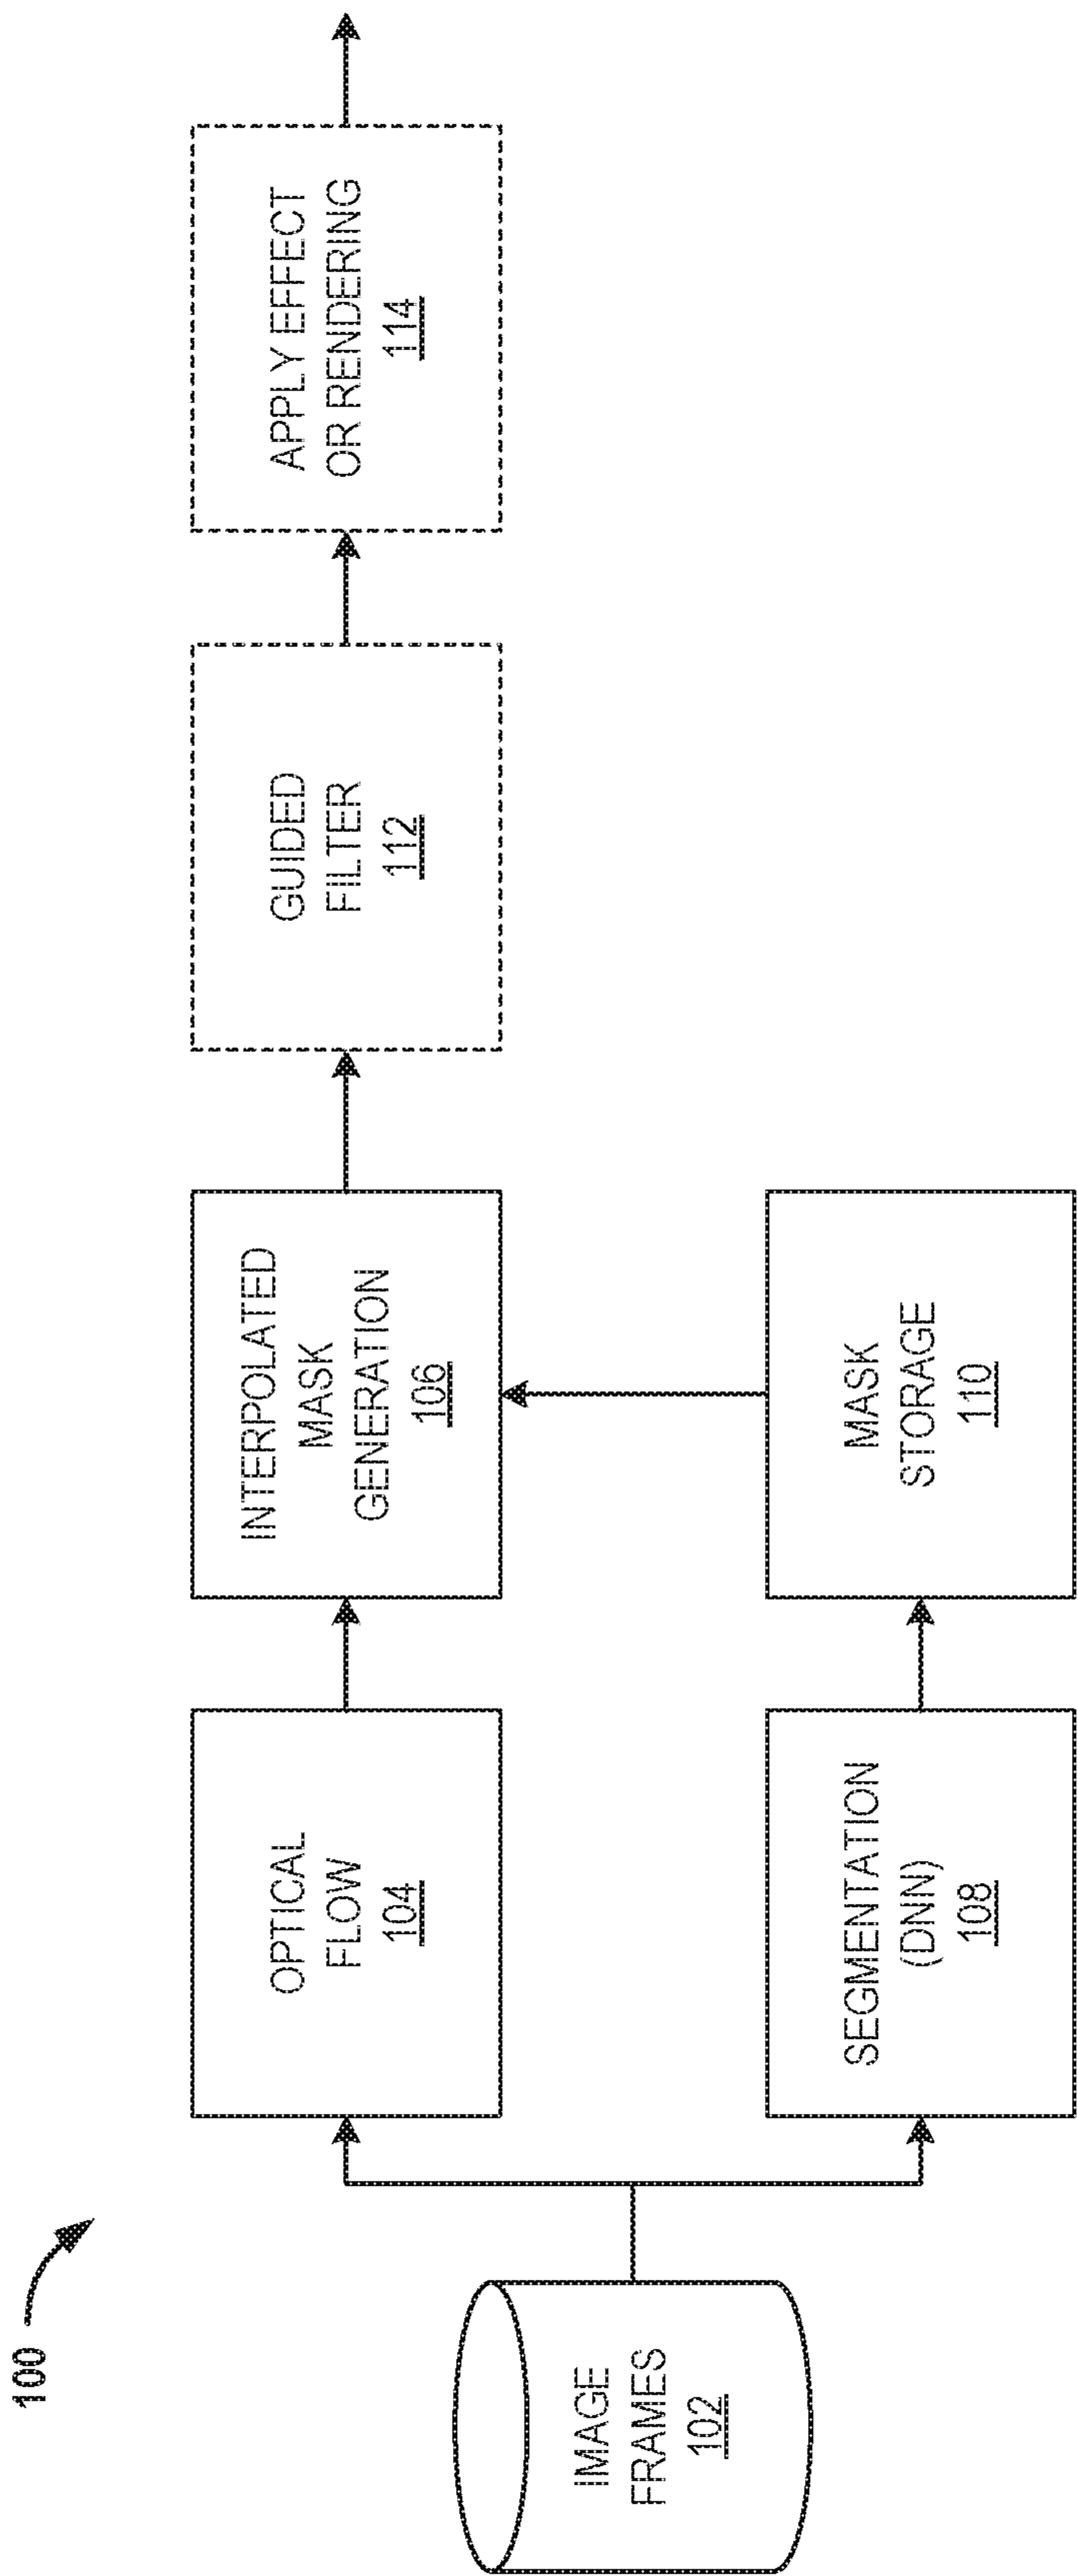 100
IMAGE
FRAMES
102
OPTICAL
FLOW
104
INTERPOLATED
MASK
GENERATION
106
GUIDED
FILTER
112
APPLY EFFECT
OR RENDERING
114
SEGMENTATION
(DNN)
108
MASK
STORAGE
110